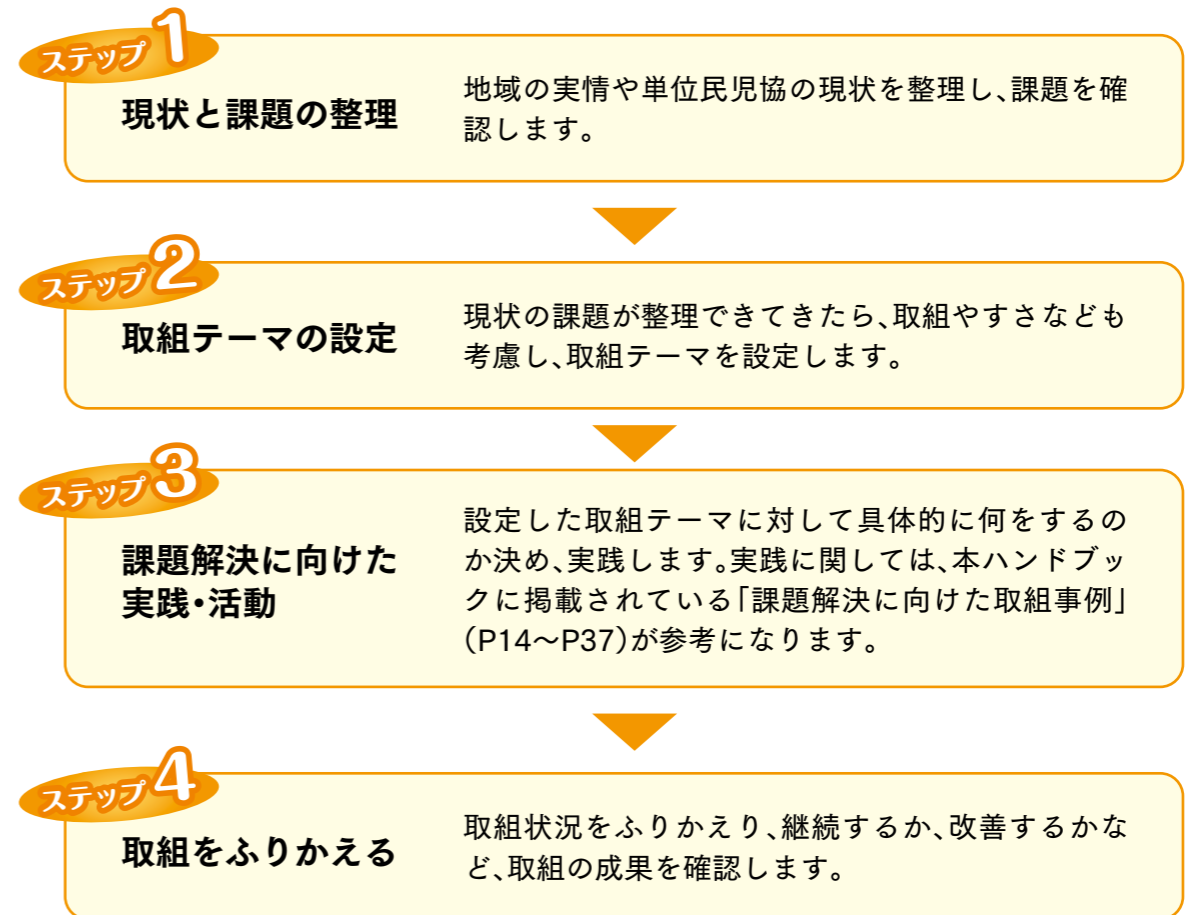 ステップ1
現状と課題の整理
地域の実情や単位民児協の現状を整理し、課題を確
認します。
ステップ2
取組テーマの設定
現状の課題が整理できてきたら、取組やすさなども
考慮し、取組テーマを設定します。
ステップ3
課題解決に向けた
実践・活動
設定した取組テーマに対して具体的に何をするの
か決め、実践します。実践に関しては、本ハンドブッ
クに掲載されている「課題解決に向けた取組事例」
（P14〜P37）が参考になります。
ステップ4
取組をふりかえる
取組状況をふりかえり、継続するか、改善するかな
ど、取組の成果を確認します。